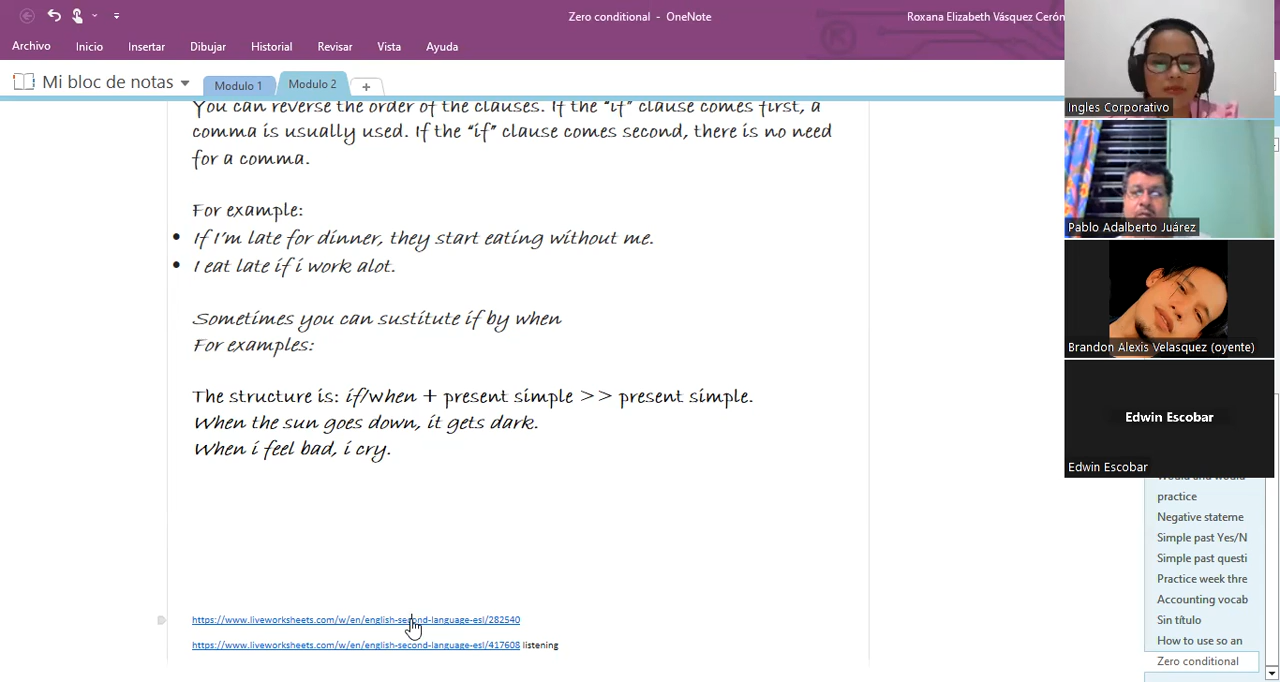 Zero conditional - OneNote
Roxana Elizabeth Vásquez Cerón
Archivo Inicio Insertar Dibujar Historial Revisar Vista Ayuda
Mi bloc de notas Modulo 1 Modulo 2 +
You can reverse the order of the clauses. If the "if" clause comes first, a
comma is usually used. If the "if" clause comes second, there is no need
for a comma.
For example:
• If I'm late for dinner, they start eating without me.
• I eat late if i work alot.
Sometimes you can sustitute if by when
For examples:
The structure is: if/when + present simple >> present simple.
When the sun goes down, it gets dark.
When i feel bad, i cry.
https://www.liveworksheets.com/w/en/english-second-language-esl/282540
https://www.liveworksheets.com/w/en/english-second-language-esl/417608 listening
Ingles Corporativo
Pablo Adalberto Juárez
Brandon Alexis Velasquez (oyente)
Edwin Escobar
Edwin Escobar
Would and would
practice
Negative stateme
Simple past Yes/N
Simple past questi
Practice week thre
Accounting vocab
Sin título
How to use so an
Zero conditional